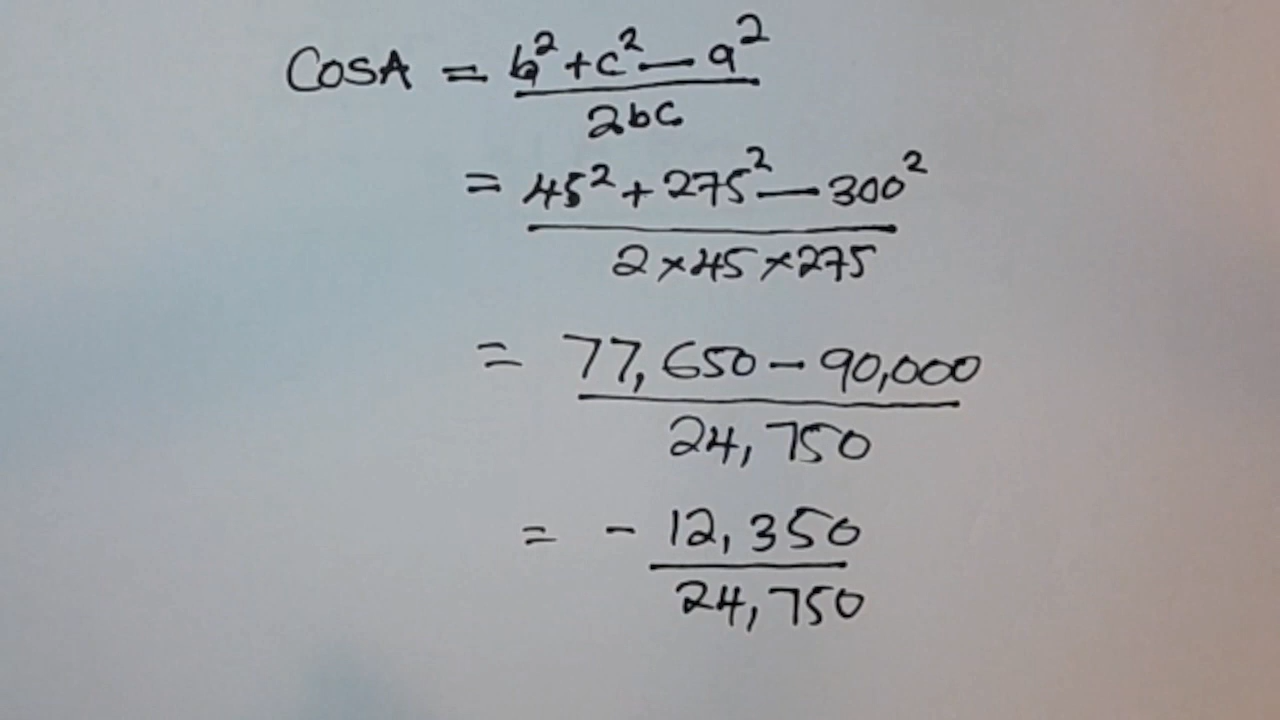 COSA = b²+c²—a²
2bc
= 45²+275²—300²
2×45×275
= 77,650-90,000
24,750
= - 12,350
24,750